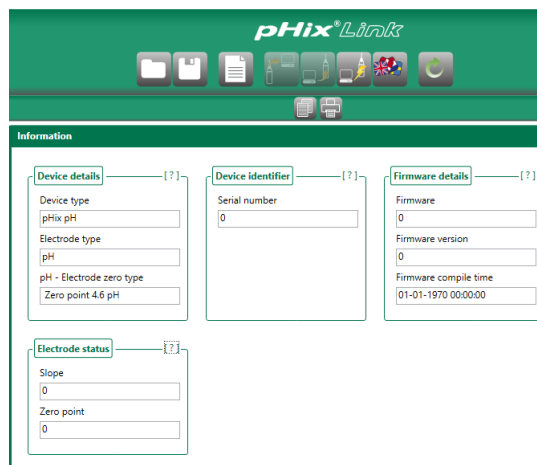 pHix®Link
Information
Device details [ ? ]
Device type
pHix pH
Electrode type
pH
pH - Electrode zero type
Zero point 4.6 pH
Device identifier [ ? ]
Serial number
0
Firmware details [ ? ]
Firmware
0
Firmware version
0
Firmware compile time
01-01-1970 00:00:00
Electrode status [ ? ]
Slope
0
Zero point
0